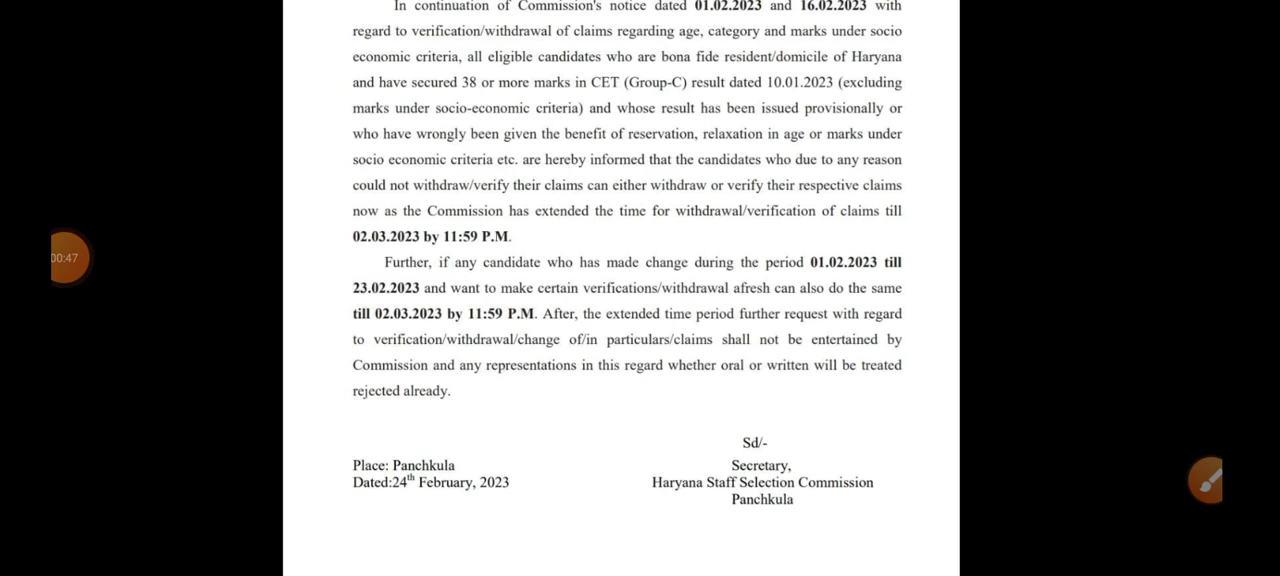 In continuation of Commission's notice dated 01.02.2023 and 16.02.2023 with
regard to verification/withdrawal of claims regarding age, category and marks under socio
economic criteria, all eligible candidates who are bona fide resident/domicile of Haryana
and have secured 38 or more marks in CET (Group-C) result dated 10.01.2023 (excluding
marks under socio-economic criteria) and whose result has been issued provisionally or
who have wrongly been given the benefit of reservation, relaxation in age or marks under
socio economic criteria etc. are hereby informed that the candidates who due to any reason
could not withdraw/verify their claims can either withdraw or verify their respective claims
now as the Commission has extended the time for withdrawal/verification of claims till
02.03.2023 by 11:59 P.M.
Further, if any candidate who has made change during the period 01.02.2023 till
23.02.2023 and want to make certain verifications/withdrawal afresh can also do the same
till 02.03.2023 by 11:59 P.M. After, the extended time period further request with regard
to verification/withdrawal/change of/in particulars/claims shall not be entertained by
Commission and any representations in this regard whether oral or written will be treated
rejected already.
Sd/-
Place: Panchkula
Dated:24th February, 2023
Secretary,
Haryana Staff Selection Commission
Panchkula
00:47